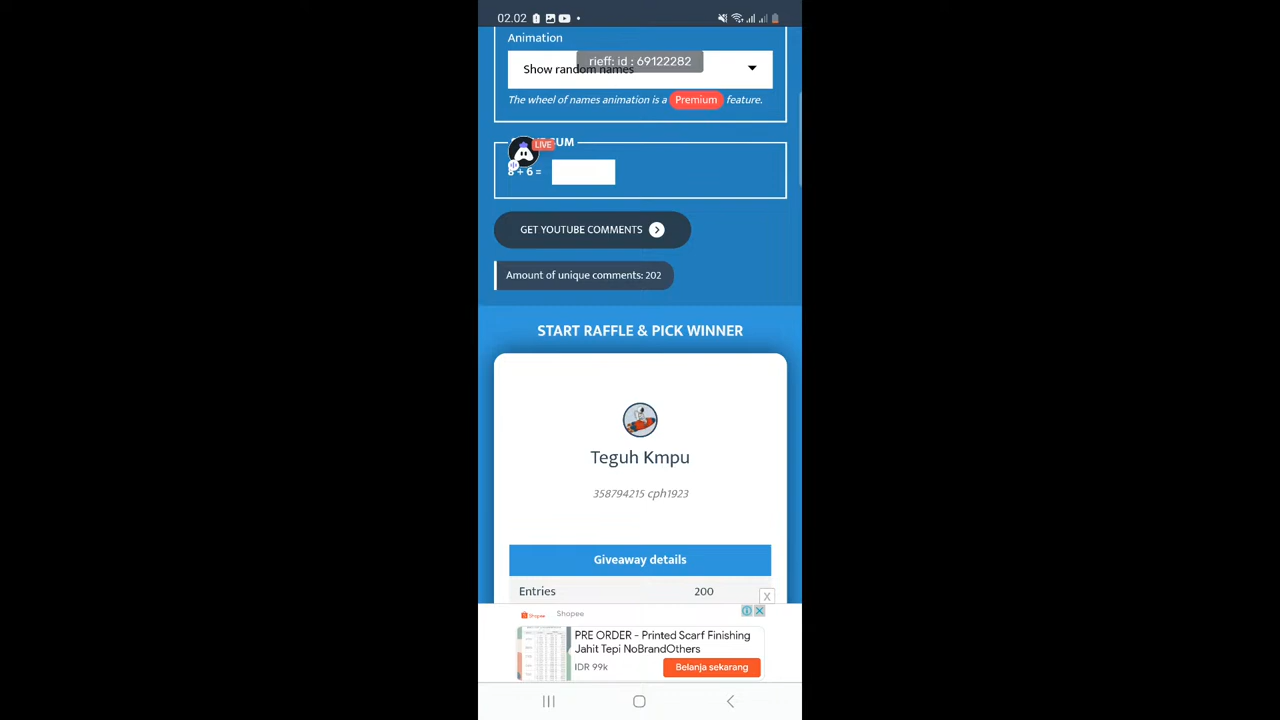 02.02
Animation
rieff: id : 69122282
Show random names
The wheel of names animation is a Premium feature.
LIVE
SUM
8 + 6 =
GET YOUTUBE COMMENTS
Amount of unique comments: 202
START RAFFLE & PICK WINNER
Teguh Kmpu
358794215 cph1923
Giveaway details
Entries 200
X
Shopee Shopee
PRE ORDER - Printed Scarf Finishing
Jahit Tepi NoBrandOthers
IDR 99k Belanja sekarang